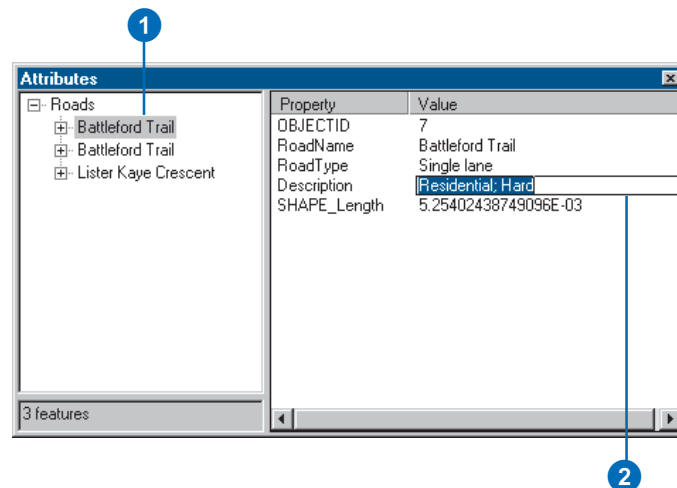 1
Attributes
Roads
Battleford Trail
Battleford Trail
Lister Kaye Crescent
3 features
Property Value
OBJECTID 7
RoadName Battleford Trail
RoadType Single lane
Description Residential; Hard
SHAPE_Length 5.25402438749096E-03
2